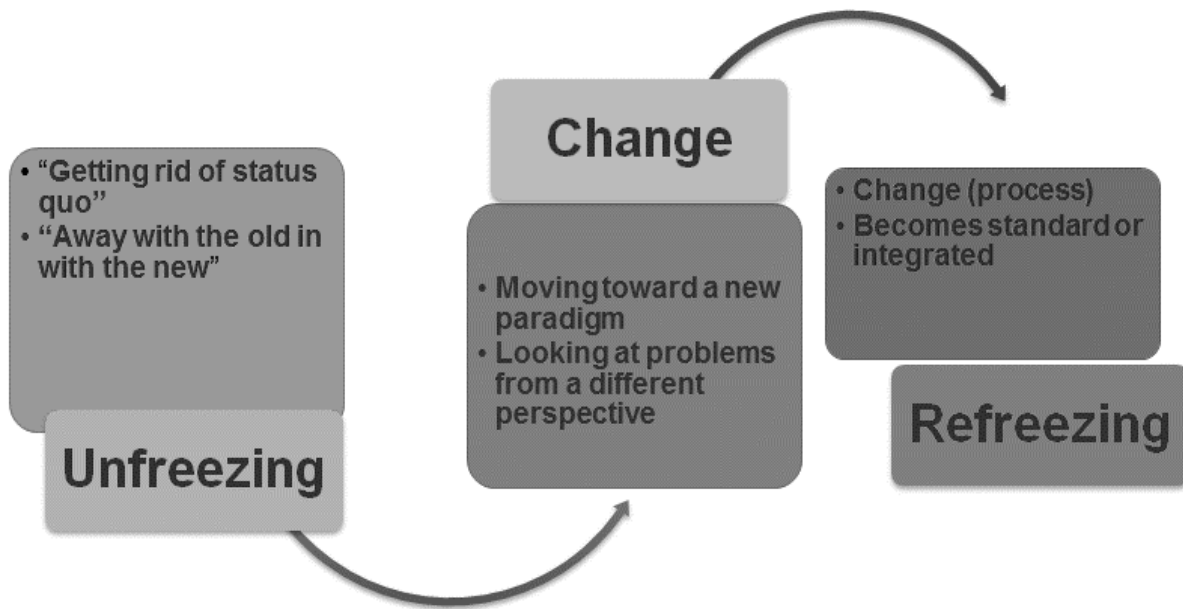 • “Getting rid of status
quo”
• “Away with the old in
with the new”
Unfreezing
Change
• Moving toward a new
paradigm
• Looking at problems
from a different
perspective
• Change (process)
• Becomes standard or
integrated
Refreezing